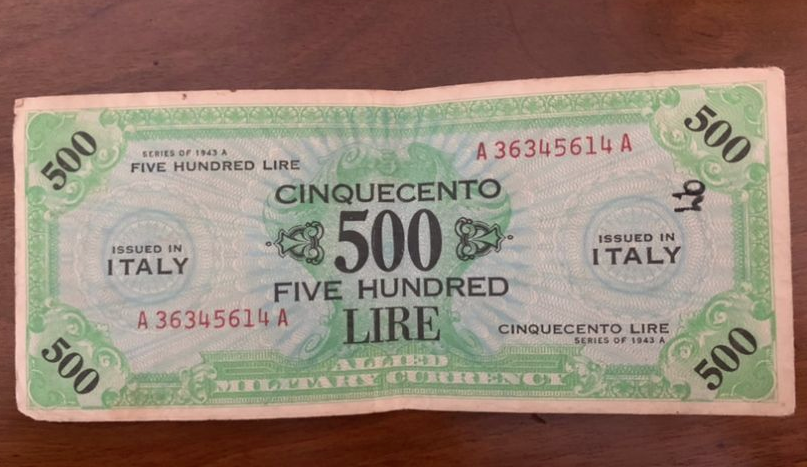 500
500
SERIES OF 1943 A
FIVE HUNDRED LIRE
A 36345614 A
CINQUECENTO
500
FIVE HUNDRED
LIRE
ISSUED IN
ITALY
ISSUED IN
ITALY
A 36345614 A
CINQUECENTO LIRE
SERIES OF 1943 A
ALLIED
MILITARY CURRENCY
500
500